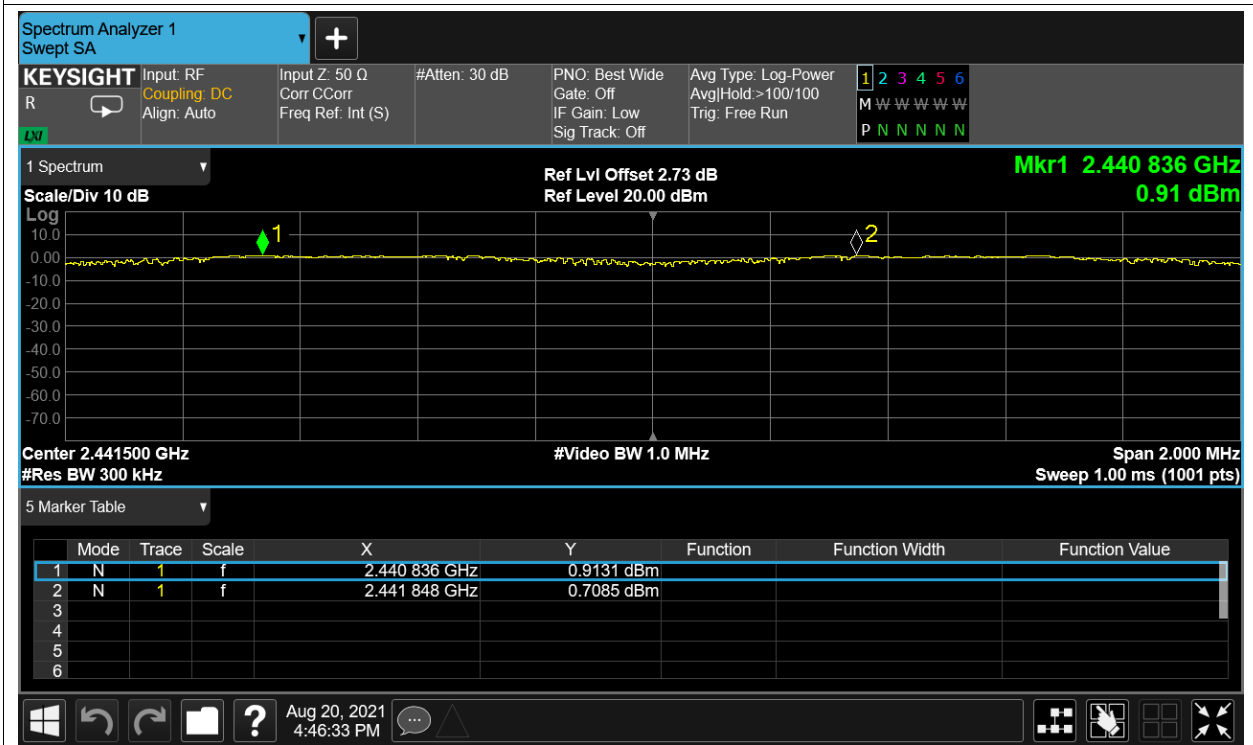 Spectrum Analyzer 1
Swept SA
KEYSIGHT
R
LXI
Input: RF
Coupling: DC
Align: Auto
Input Z: 50 Ω
Corr CCorr
Freq Ref: Int (S)
#Atten: 30 dB
PNO: Best Wide
Gate: Off
IF Gain: Low
Sig Track: Off
Avg Type: Log-Power
Avg|Hold:>100/100
Trig: Free Run
1 2 3 4 5 6
M W W W W W
P N N N N N
1 Spectrum
Scale/Div 10 dB
Ref Lvl Offset 2.73 dB
Ref Level 20.00 dBm
Mkr1 2.440 836 GHz
0.91 dBm
Log
10.0
0.00
-10.0
-20.0
-30.0
-40.0
-50.0
-60.0
-70.0
1
2
Center 2.441500 GHz
#Res BW 300 kHz
#Video BW 1.0 MHz
Span 2.000 MHz
Sweep 1.00 ms (1001 pts)
5 Marker Table
Mode Trace Scale X Y Function Function Width Function Value
1 N 1 f 2.440 836 GHz 0.9131 dBm
2 N 1 f 2.441 848 GHz 0.7085 dBm
3
4
5
6
?
Aug 20, 2021
4:46:33 PM